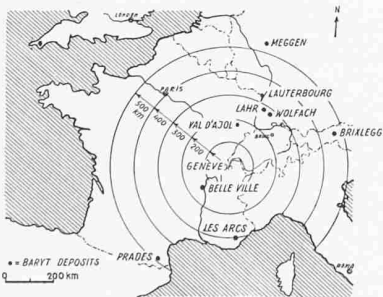 LONDON
N
MEGGEN
PARIS
LAUTERBOURG
LAHR
WOLFACH
VAL D'AJOL
BRIXLEGG
500 km
400
300
200
GENEVE
BELLE VILLE
LES ARCS
PRADES
ROMA
• = BARYT DEPOSITS
0 200 km